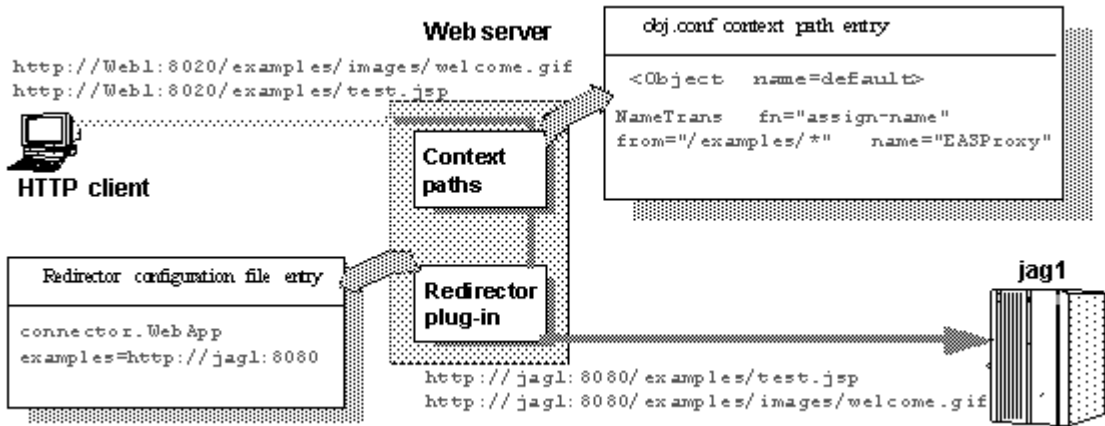 Web server
http://Web1:8020/examples/images/welcome.gif
http://Web1:8020/examples/test.jsp
HTTP client
Context
paths
obj.conf context path entry
<Object name=default>
NameTrans fn="assign-name"
from="/examples/*" name="EASProxy"
Redirector configuration file entry
connector.WebApp
examples=http://jag1:8080
Redirector
plug-in
jag1
http://jag1:8080/examples/test.jsp
http://jag1:8080/examples/images/welcome.gif